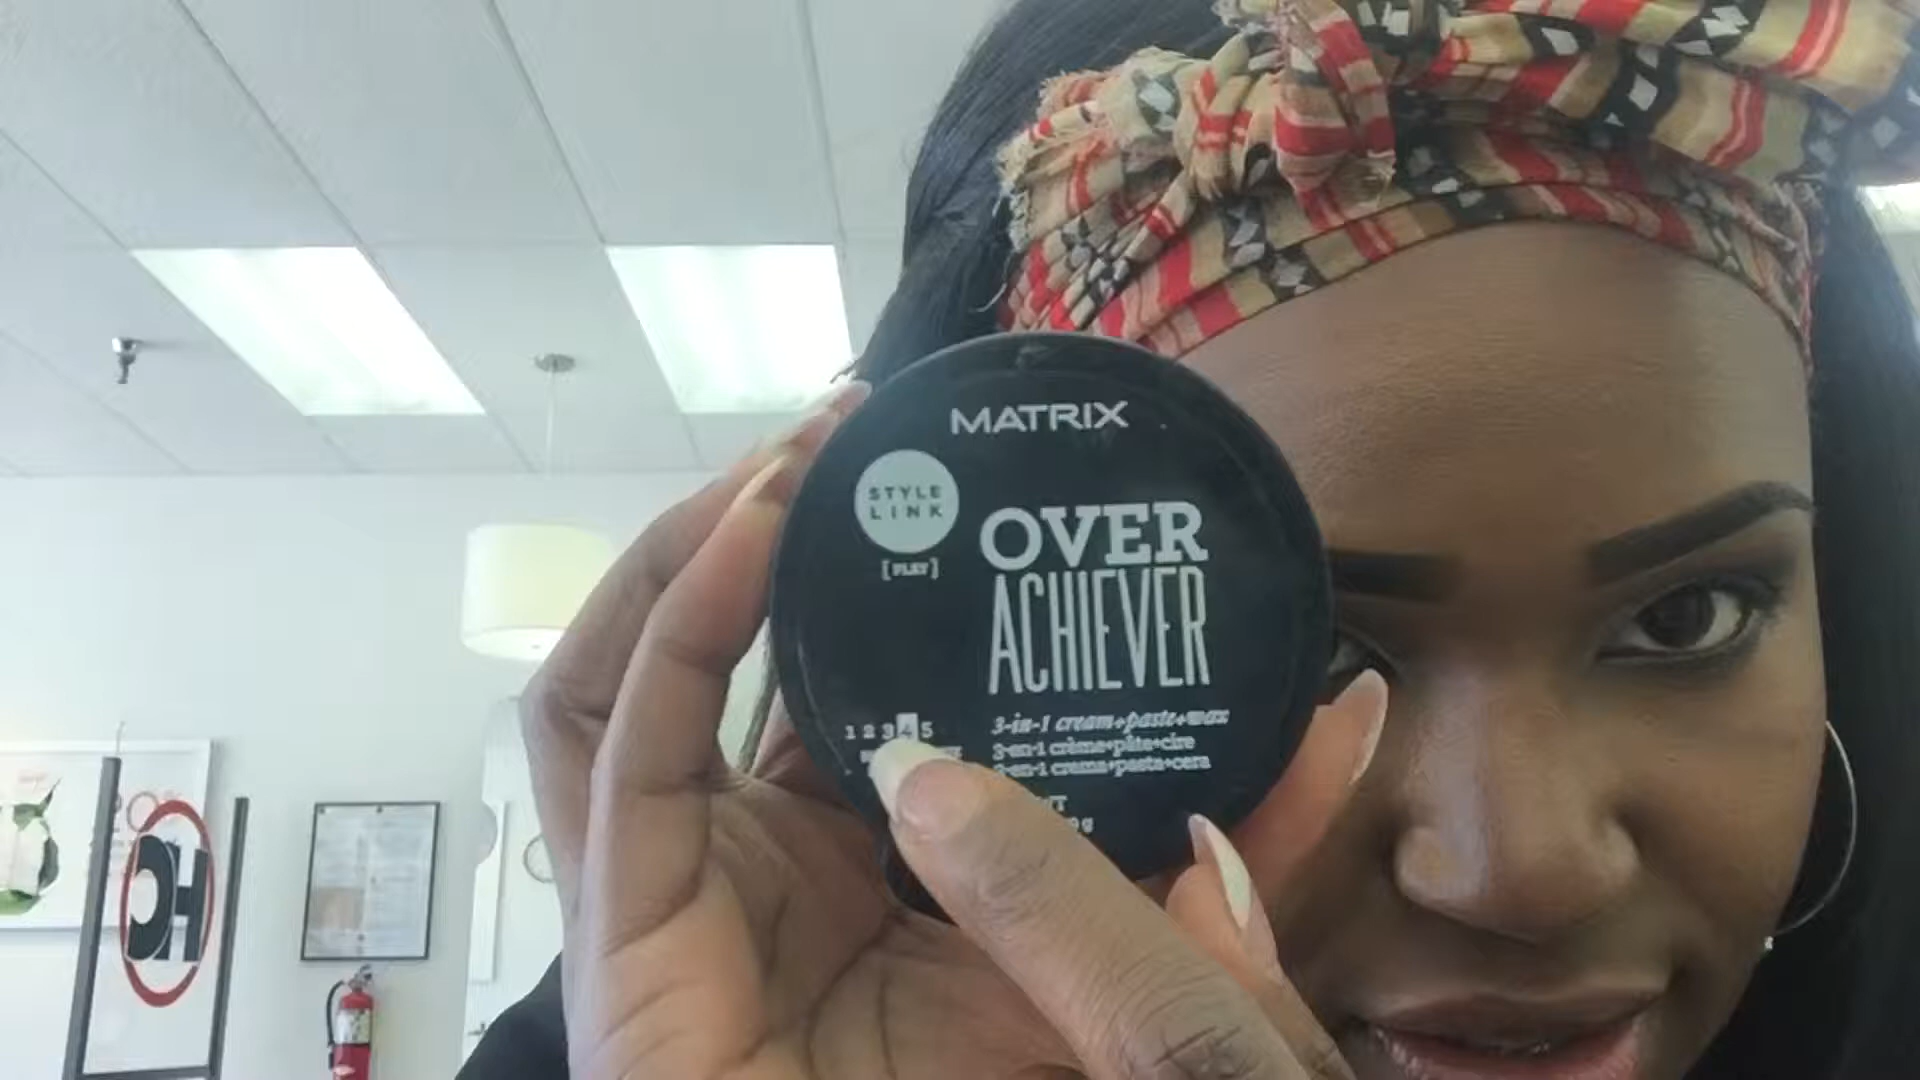 MATRIX
STYLE
LINK
[PLAY]
OVER
ACHIEVER
1 2 3 4 5
3-in-1 cream+paste+wax
3-en-1 crème+pâte+cire
3-en-1 crema+pasta+cera
g